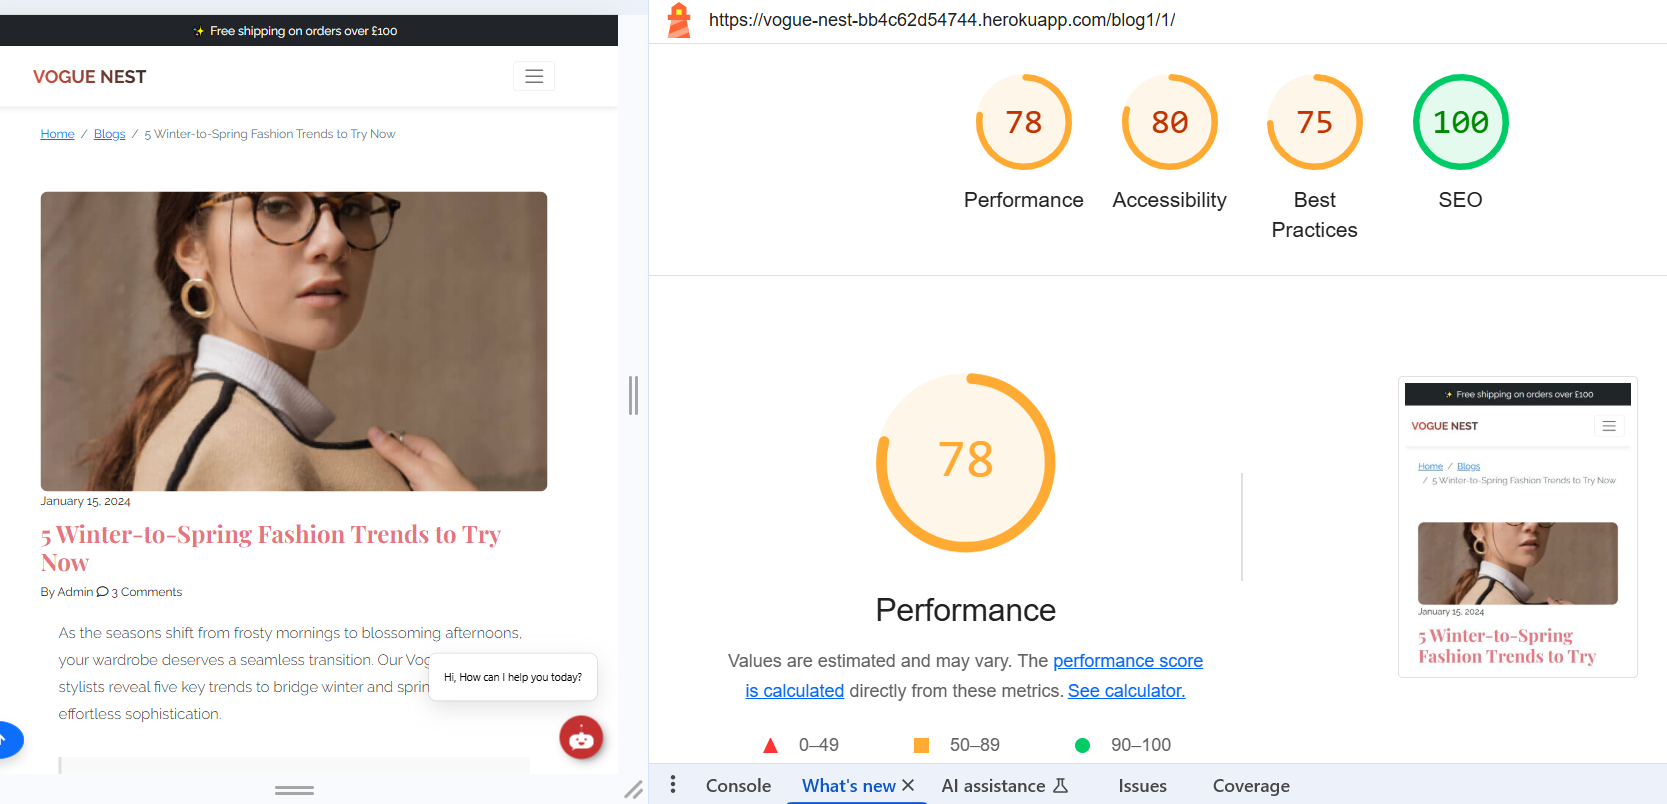 ✨ Free shipping on orders over £100
VOGUE NEST
Home / Blogs / 5 Winter-to-Spring Fashion Trends to Try Now
January 15, 2024
5 Winter-to-Spring Fashion Trends to Try
Now
By Admin 3 Comments
As the seasons shift from frosty mornings to blossoming afternoons,
your wardrobe deserves a seamless transition. Our Vog
stylists reveal five key trends to bridge winter and sprin
effortless sophistication.
Hi, How can I help you today?
https://vogue-nest-bb4c62d54744.herokuapp.com/blog1/1/
78
Performance
80
Accessibility
75
Best
Practices
100
SEO
78
Performance
Values are estimated and may vary. The performance score
is calculated directly from these metrics. See calculator.
0–49
50–89
90–100
✨ Free shipping on orders over £100
VOGUE NEST
Home / Blogs
/ 5 Winter-to-Spring Fashion Trends to Try Now
January 15, 2024
5 Winter-to-Spring
Fashion Trends to Try
Console
What's new
AI assistance
Issues
Coverage